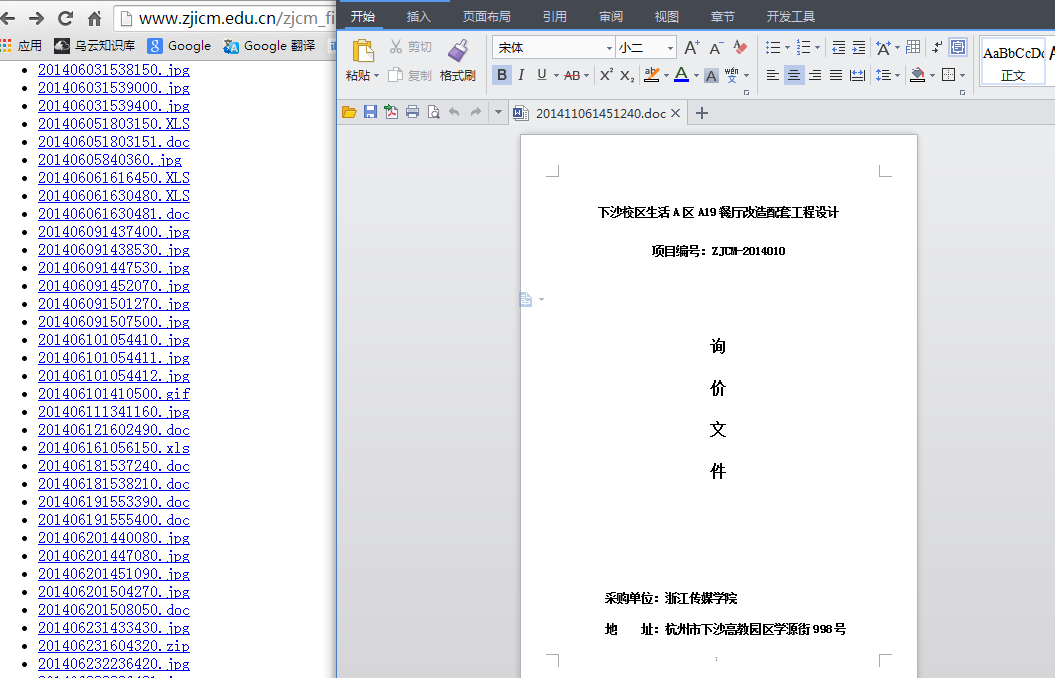 www.zjicm.edu.cn/zjcm_fi
应用 乌云知识库 Google Google 翻译
201406031538150.jpg
201406031539000.jpg
201406031539400.jpg
201406051803150.XLS
201406051803151.doc
20140605840360.jpg
201406061616450.XLS
201406061630480.XLS
201406061630481.doc
201406091437400.jpg
201406091438530.jpg
201406091447530.jpg
201406091452070.jpg
201406091501270.jpg
201406091507500.jpg
201406101054410.jpg
201406101054411.jpg
201406101054412.jpg
201406101410500.gif
201406111341160.jpg
201406121602490.doc
201406161056150.xls
201406181537240.doc
201406181538210.doc
201406191553390.doc
201406191555400.doc
201406201440080.jpg
201406201447080.jpg
201406201451090.jpg
201406201504270.jpg
201406201508050.doc
201406231433430.jpg
201406231604320.zip
201406232236420.jpg
开始 插入 页面布局 引用 审阅 视图 章节 开发工具
粘贴 剪切 复制 格式刷
宋体 小二
B I U AB X² X₂ A A wén 文
AaBbCcDc
正文
201411061451240.doc
下沙校区生活 A 区 A19 餐厅改造配套工程设计
项目编号：ZJCM-2014010
询
价
文
件
采购单位：浙江传媒学院
地 址：杭州市下沙高教园区学源街 998 号
1